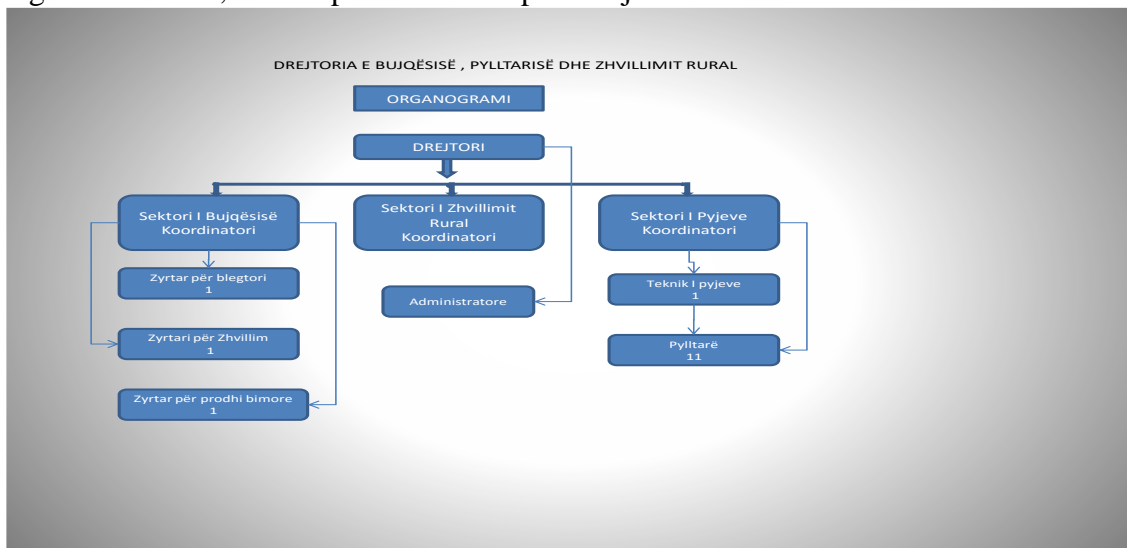 DREJTORIA E BUJQËSISË , PYLLTARISË DHE ZHVILLIMIT RURAL
ORGANOGRAMI
DREJTORI
Sektori I Bujqësisë
Koordinatori
Sektori I Zhvillimit
Rural
Koordinatori
Sektori I Pyjeve
Koordinatori
Zyrtar për blegtori
1
Teknik I pyjeve
1
Administratore
Zyrtari për Zhvillim
1
Pylltarë
11
Zyrtar për prodhi bimore
1